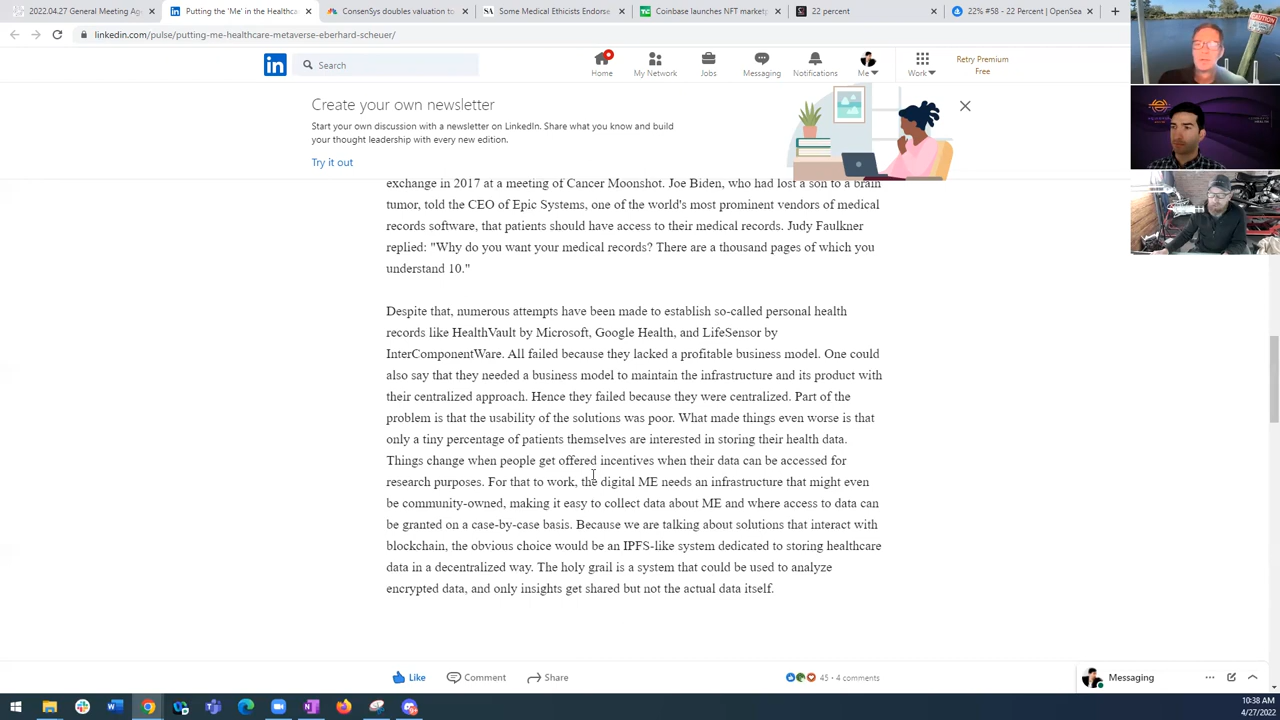 2022.04.27 General Meeting Age
Putting the 'Me' in the Healthca
ConsenSys doubles valuation to
Some Medical Ethicists Endorse
Coinbase launches NFT marketp
22 percent
22% #58 - 22 Percent | OpenSea
linkedin.com/pulse/putting-me-healthcare-metaverse-eberhard-scheuer/
in
Search
Home
My Network
Jobs
Messaging
Notifications
Me
Work
Retry Premium
Free
Create your own newsletter
Start your own discussion with a newsletter on LinkedIn. Share what you know and build
your thought leadership with every new edition.
Try it out
exchange in 2017 at a meeting of Cancer Moonshot. Joe Biden, who had lost a son to a brain
tumor, told the CEO of Epic Systems, one of the world's most prominent vendors of medical
records software, that patients should have access to their medical records. Judy Faulkner
replied: "Why do you want your medical records? There are a thousand pages of which you
understand 10."
Despite that, numerous attempts have been made to establish so-called personal health
records like HealthVault by Microsoft, Google Health, and LifeSensor by
InterComponentWare. All failed because they lacked a profitable business model. One could
also say that they needed a business model to maintain the infrastructure and its product with
their centralized approach. Hence they failed because they were centralized. Part of the
problem is that the usability of the solutions was poor. What made things even worse is that
only a tiny percentage of patients themselves are interested in storing their health data.
Things change when people get offered incentives when their data can be accessed for
research purposes. For that to work, the digital ME needs an infrastructure that might even
be community-owned, making it easy to collect data about ME and where access to data can
be granted on a case-by-case basis. Because we are talking about solutions that interact with
blockchain, the obvious choice would be an IPFS-like system dedicated to storing healthcare
data in a decentralized way. The holy grail is a system that could be used to analyze
encrypted data, and only insights get shared but not the actual data itself.
Like
Comment
Share
45 · 4 comments
Messaging
10:38 AM
4/27/2022
CAUTION